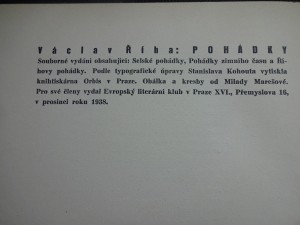 Václav Říha: POHÁDKY
Souborné vydání obsahující: Selské pohádky, Pohádky zimního času a Ří-
hovy pohádky. Podle typografické úpravy Stanislava Kohouta vytiskla
knihtiskárna Orbis v Praze. Obálka a kresby od Milady Marešové.
Pro své členy vydal Evropský literární klub v Praze XVI., Přemyslova 16,
v prosinci roku 1938.